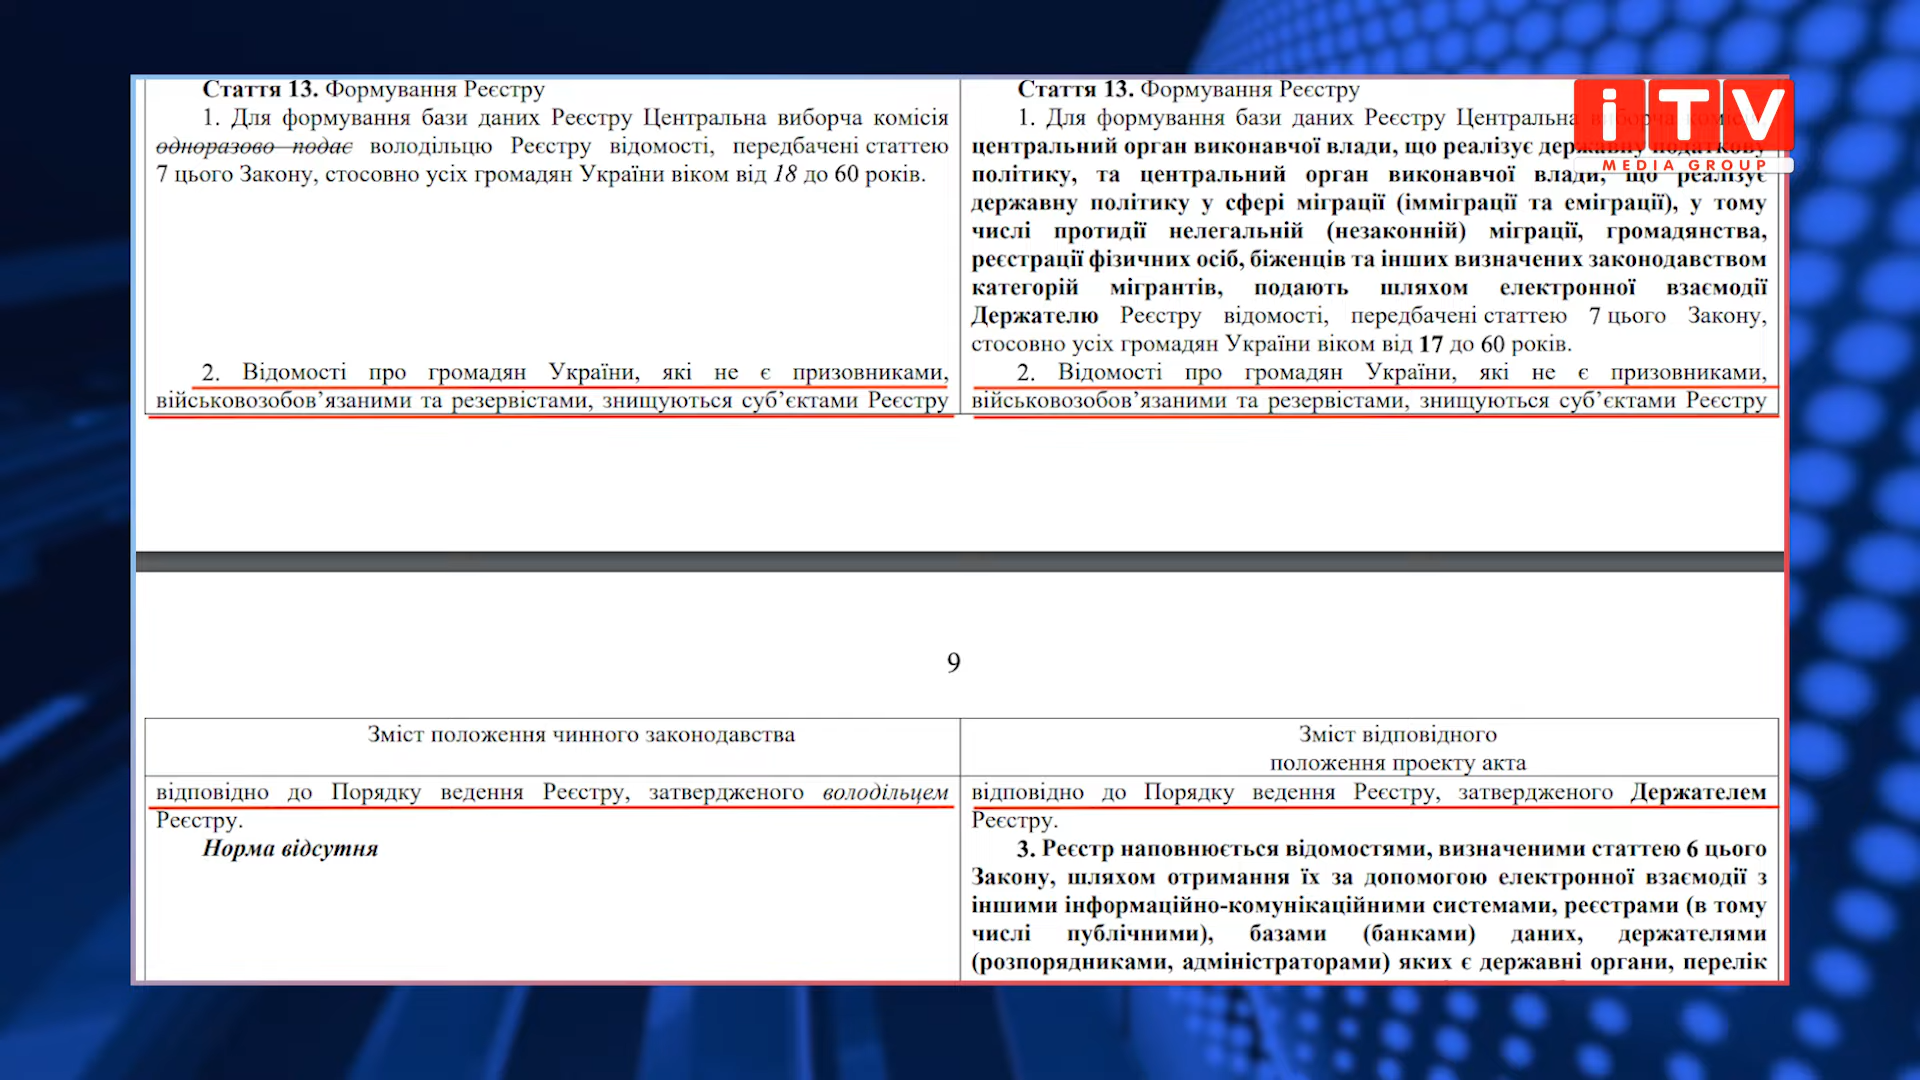 Стаття 13. Формування Реєстру
1. Для формування бази даних Реєстру Центральна виборча комісія
одноразово подає володільцю Реєстру відомості, передбачені статтею
7 цього Закону, стосовно усіх громадян України віком від 18 до 60 років.
2. Відомості про громадян України, які не є призовниками,
військовозобов’язаними та резервістами, знищуються суб’єктами Реєстру
Стаття 13. Формування Реєстру
1. Для формування бази даних Реєстру Центральна виборча комісія
центральний орган виконавчої влади, що реалізує державну податкову
політику, та центральний орган виконавчої влади, що реалізує
державну політику у сфері міграції (імміграції та еміграції), у тому
числі протидії нелегальній (незаконній) міграції, громадянства,
реєстрації фізичних осіб, біженців та інших визначених законодавством
категорій мігрантів, подають шляхом електронної взаємодії
Держателю Реєстру відомості, передбачені статтею 7 цього Закону,
стосовно усіх громадян України віком від 17 до 60 років.
2. Відомості про громадян України, які не є призовниками,
військовозобов’язаними та резервістами, знищуються суб’єктами Реєстру
iTV
MEDIA GROUP
9
Зміст положення чинного законодавства
Зміст відповідного
положення проекту акта
відповідно до Порядку ведення Реєстру, затвердженого володільцем
Реєстру.
Норма відсутня
відповідно до Порядку ведення Реєстру, затвердженого Держателем
Реєстру.
3. Реєстр наповнюється відомостями, визначеними статтею 6 цього
Закону, шляхом отримання їх за допомогою електронної взаємодії з
іншими інформаційно-комунікаційними системами, реєстрами (в тому
числі публічними), базами (банками) даних, держателями
(розпорядниками, адміністраторами) яких є державні органи, перелік